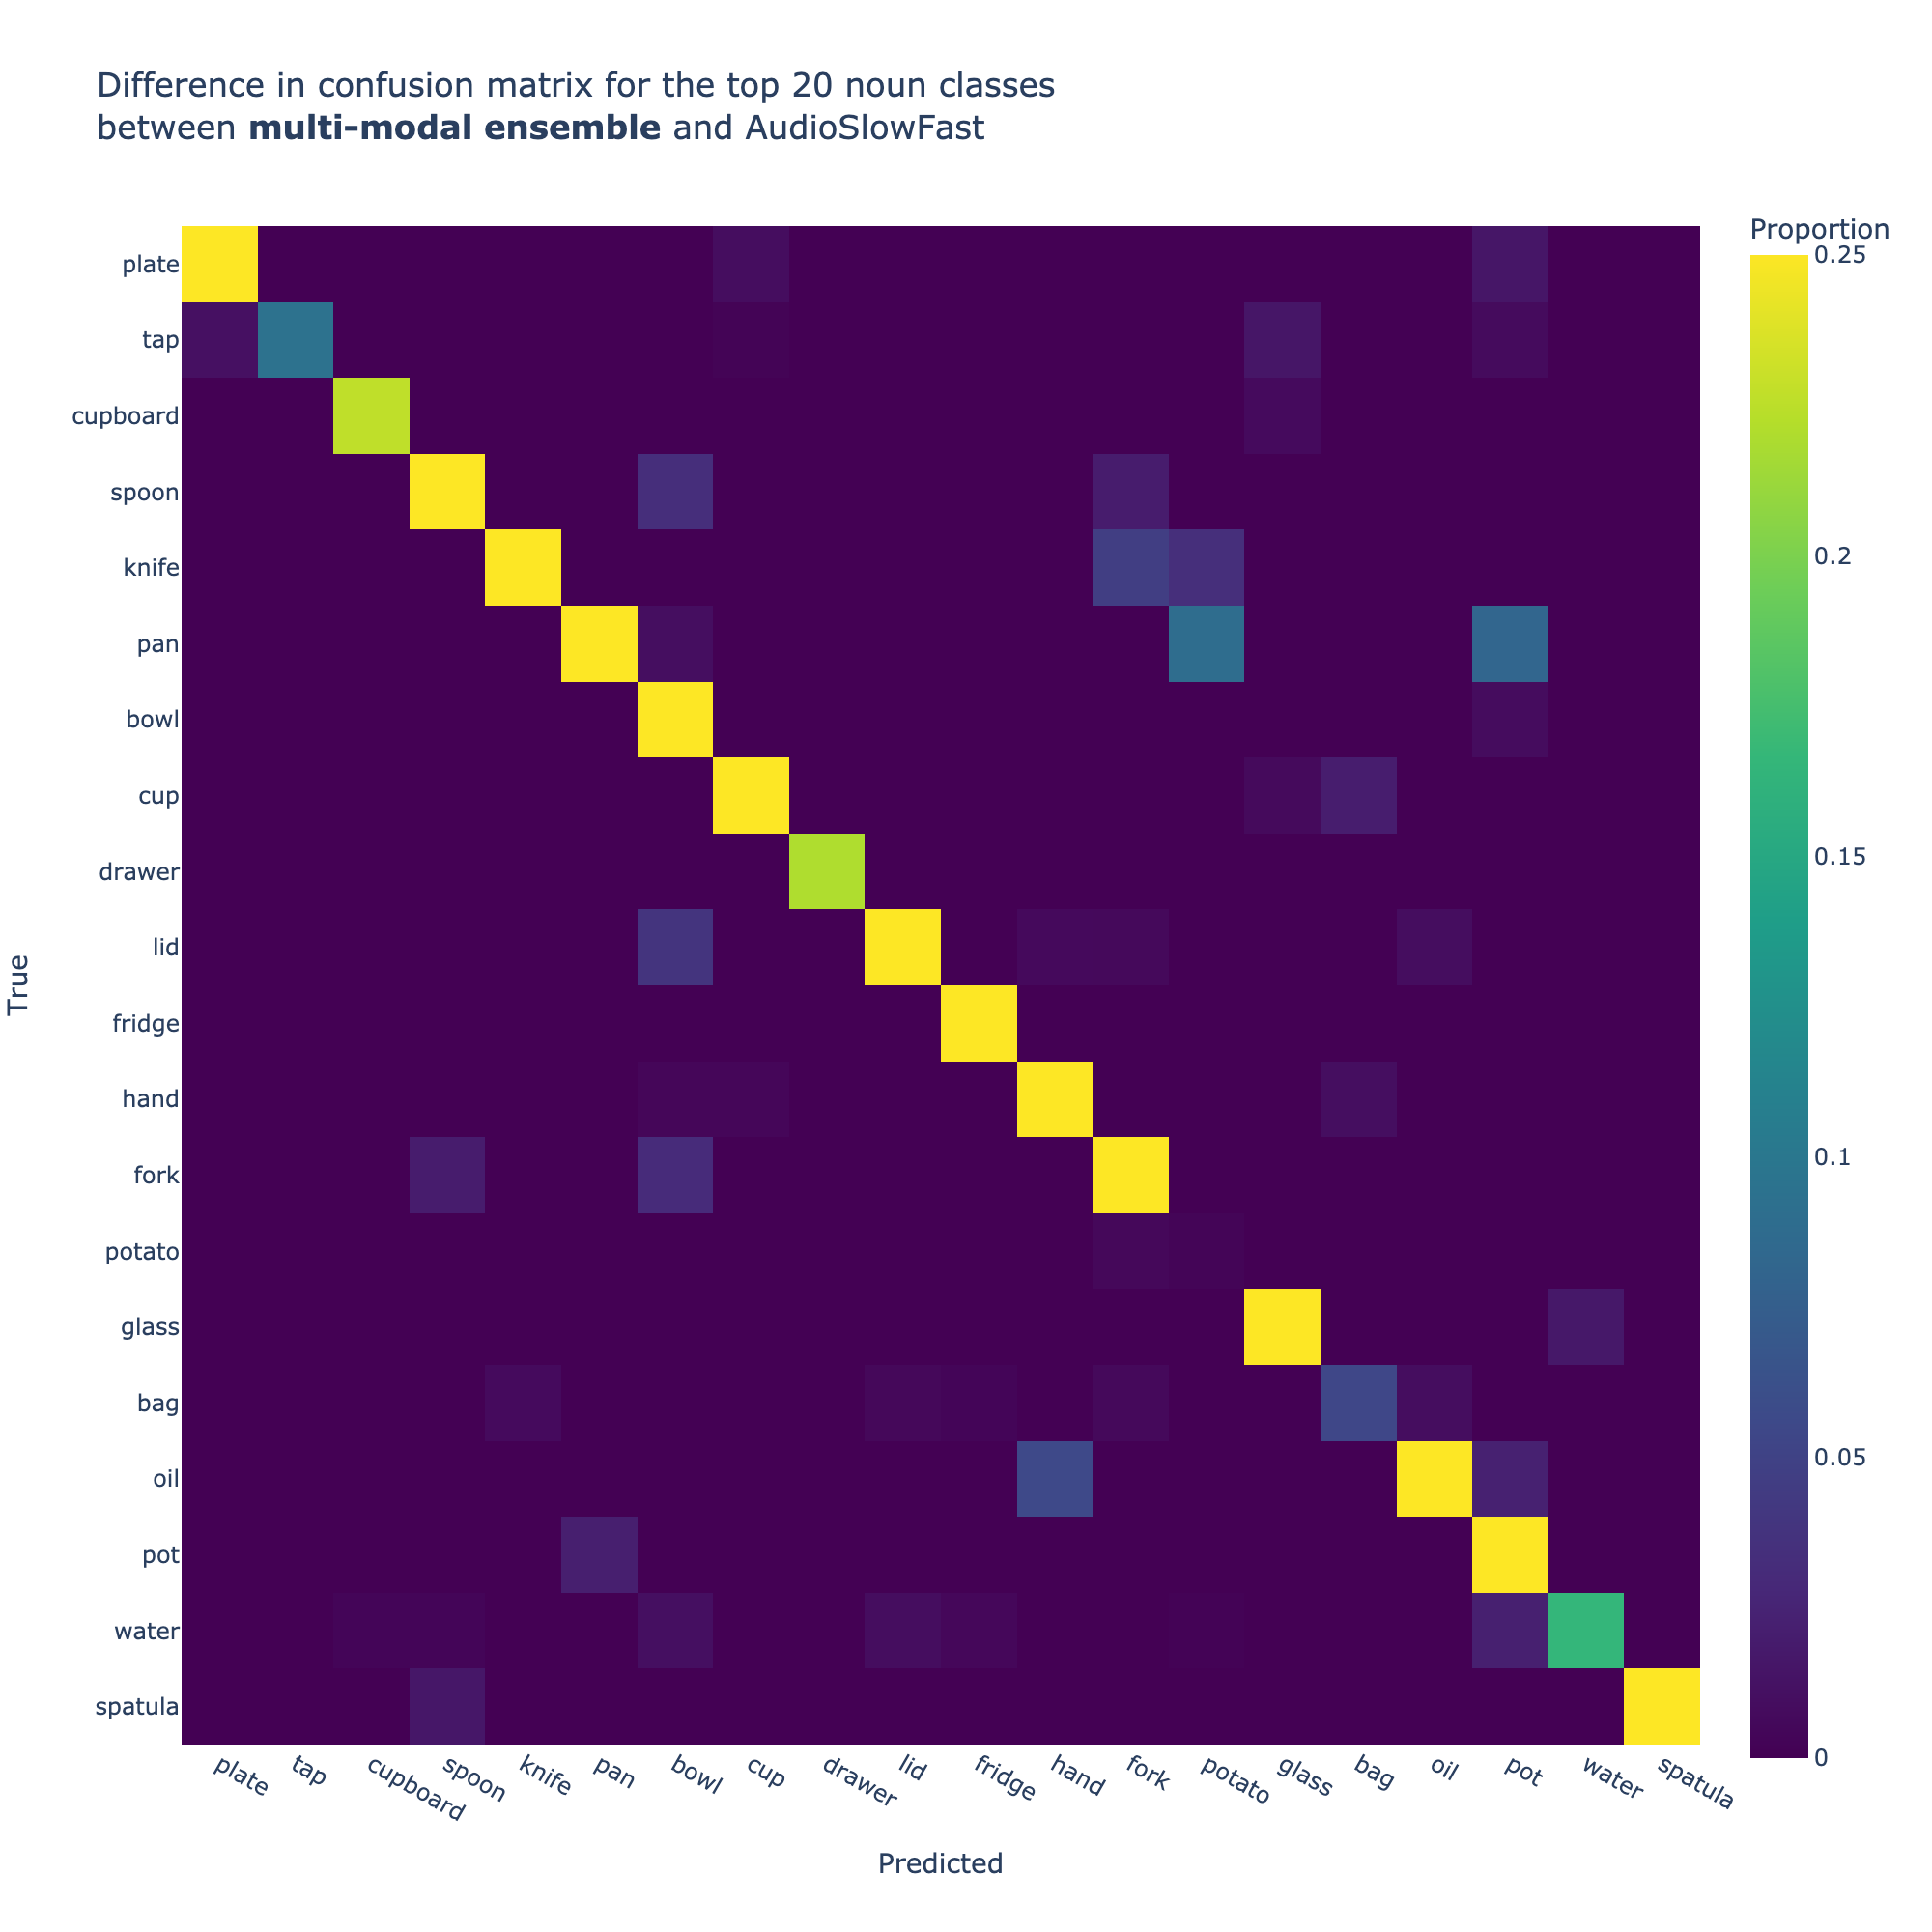 Difference in confusion matrix for the top 20 noun classes
between multi-modal ensemble and AudioSlowFast
Proportion
0.25
0.2
0.15
0.1
0.05
0
True
plate
tap
cupboard
spoon
knife
pan
bowl
cup
drawer
lid
fridge
hand
fork
potato
glass
bag
oil
pot
water
spatula
plate
tap
cupboard
spoon
knife
pan
bowl
cup
drawer
lid
fridge
hand
fork
potato
glass
bag
oil
pot
water
spatula
Predicted